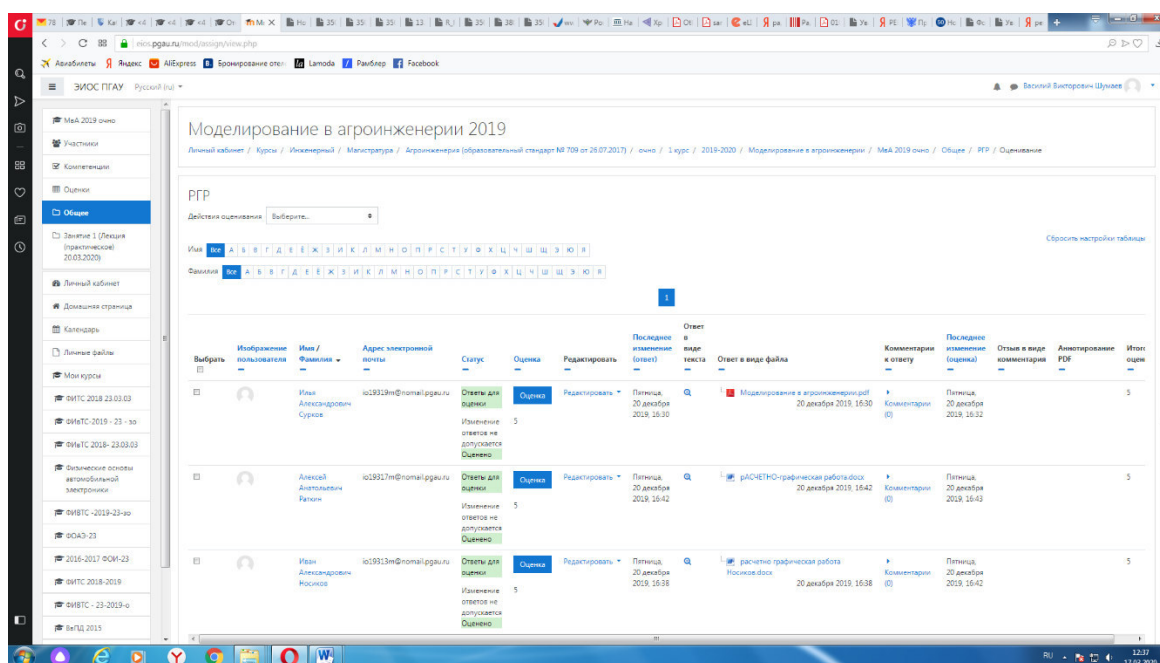 eios.pgau.ru/mod/assign/view.php
Авиабилеты Яндекс AliExpress Бронирование отел Lamoda Рамблер Facebook
ЭИОС ПГАУ Русский (ru)
Василий Викторович Шумаев
МвА 2019 очно
Участники
Компетенции
Оценки
Общее
Занятие 1 (Лекция
(практическое)
20.03.2020)
Личный кабинет
Домашняя страница
Календарь
Личные файлы
Мои курсы
ФИТС 2018 23.03.03
ФИвТС-2019 - 23 - зо
ФИвТС 2018- 23.03.03
Физические основы
автомобильной
электроники
ФИВТС -2019-23-зо
ФОАЭ-23
2016-2017 ФОИ-23
ФИТС 2018-2019
ФИВТС - 23-2019-о
ВеПД 2015
Моделирование в агроинженерии 2019
Личный кабинет / Курсы / Инженерный / Магистратура / Агроинженерия (образовательный стандарт № 709 от 26.07.2017) / очно / 1 курс / 2019-2020 / Моделирование в агроинженерии / МвА 2019 очно / Общее / РГР / Оценивание
РГР
Действия оценивания Выберите...
Сбросить настройки таблицы
Имя Все А Б В Г Д Е Ё Ж З И К Л М Н О П Р С Т У Ф Х Ц Ч Ш Щ Э Ю Я
Фамилия Все А Б В Г Д Е Ё Ж З И К Л М Н О П Р С Т У Ф Х Ц Ч Ш Щ Э Ю Я
1
Выбрать
Изображение
пользователя
Имя /
Фамилия
Адрес электронной
почты
Статус
Оценка
Редактировать
Последнее
изменение
(ответ)
Ответ
в
виде
текста
Ответ в виде файла
Комментарии
к ответу
Последнее
изменение
(оценка)
Отзыв в виде
комментария
Аннотирование
PDF
Итого
оцен
Илья
Александрович
Сурков
io19319m@nomail.pgau.ru
Ответы для
оценки
Изменение
ответов не
допускается
Оценено
Оценка
5
Редактировать
Пятница,
20 декабря
2019, 16:30
Моделирование в агроинженерии.pdf
20 декабря 2019, 16:30
Комментарии
(0)
Пятница,
20 декабря
2019, 16:32
5
Алексей
Анатольевич
Раткин
io19317m@nomail.pgau.ru
Ответы для
оценки
Изменение
ответов не
допускается
Оценено
Оценка
5
Редактировать
Пятница,
20 декабря
2019, 16:42
рАСЧЕТНО-графическая работа.docx
20 декабря 2019, 16:42
Комментарии
(0)
Пятница,
20 декабря
2019, 16:43
5
Иван
Александрович
Носиков
io19313m@nomail.pgau.ru
Ответы для
оценки
Изменение
ответов не
допускается
Оценено
Оценка
5
Редактировать
Пятница,
20 декабря
2019, 16:38
расчетно графическая работа
Носиков.docx
20 декабря 2019, 16:38
Комментарии
(0)
Пятница,
20 декабря
2019, 16:42
5
RU
12:37
17.03.2020